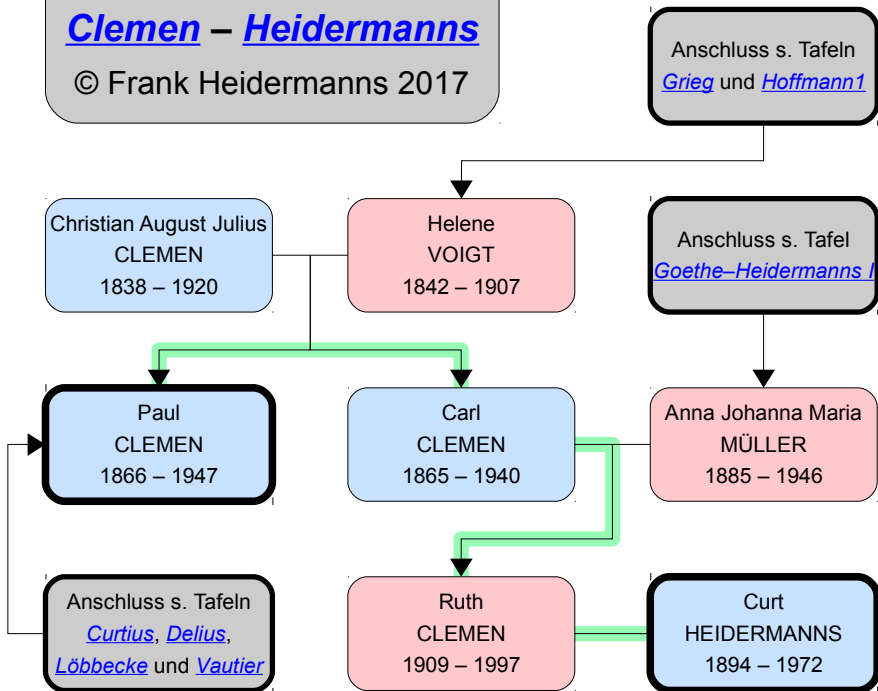 Clemen – Heidermanns
© Frank Heidermanns 2017
Anschluss s. Tafeln
Grieg und Hoffmann1
Christian August Julius
CLEMEN
1838 – 1920
Helene
VOIGT
1842 – 1907
Anschluss s. Tafel
Goethe–Heidermanns I
Paul
CLEMEN
1866 – 1947
Carl
CLEMEN
1865 – 1940
Anna Johanna Maria
MÜLLER
1885 – 1946
Anschluss s. Tafeln
Curtius, Delius,
Löbbecke und Vautier
Ruth
CLEMEN
1909 – 1997
Curt
HEIDERMANNS
1894 – 1972